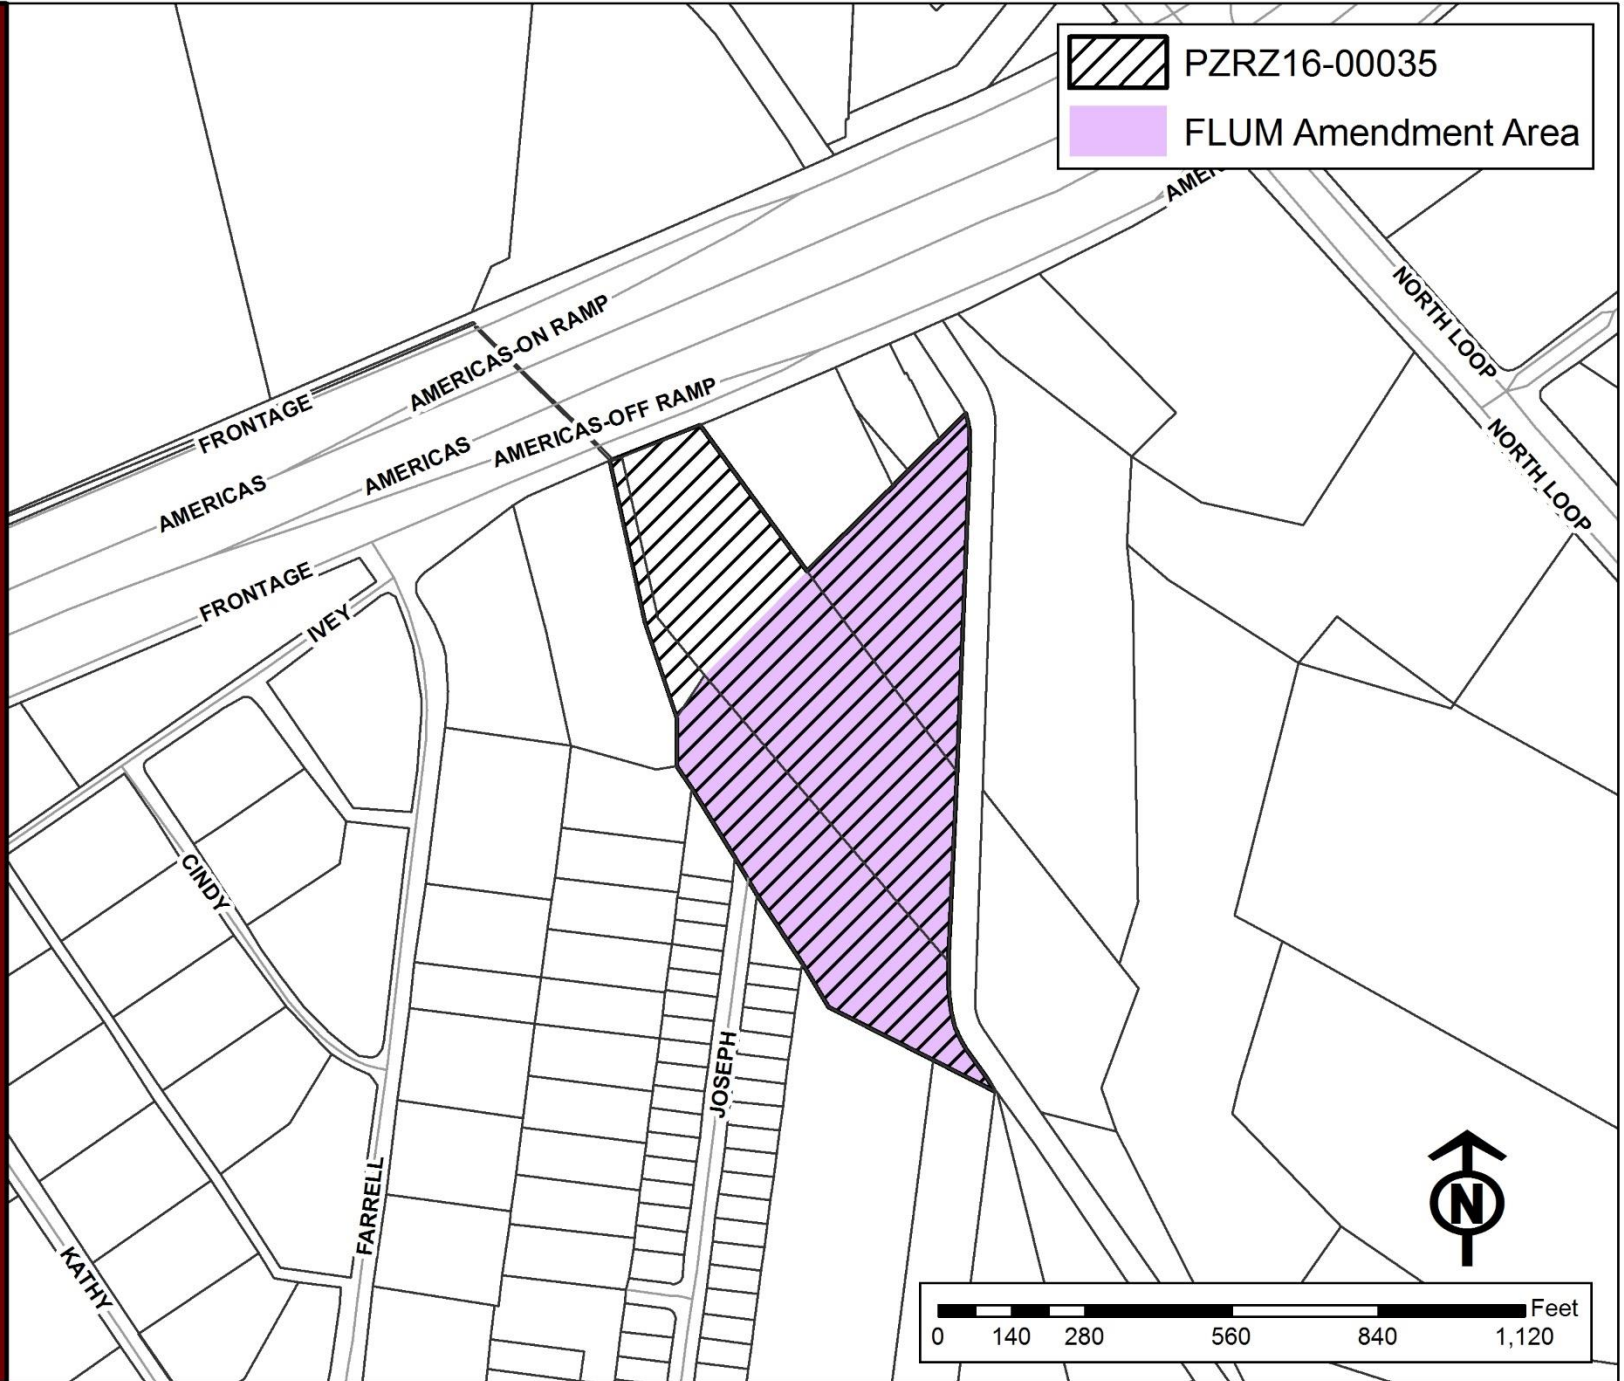 PZRZ16-00035
FLUM Amendment Area
NORTH LOOP
AMERICAS-ON RAMP
FRONTAGE
AMERICAS-OFF RAMP
AMERICAS
AMERICAS
NORTH LOOP
FRONTAGE
IVEY
CINDY
JOSEPH
FARRELL
KATHY
N
Feet
0 140 280 560 840 1,120